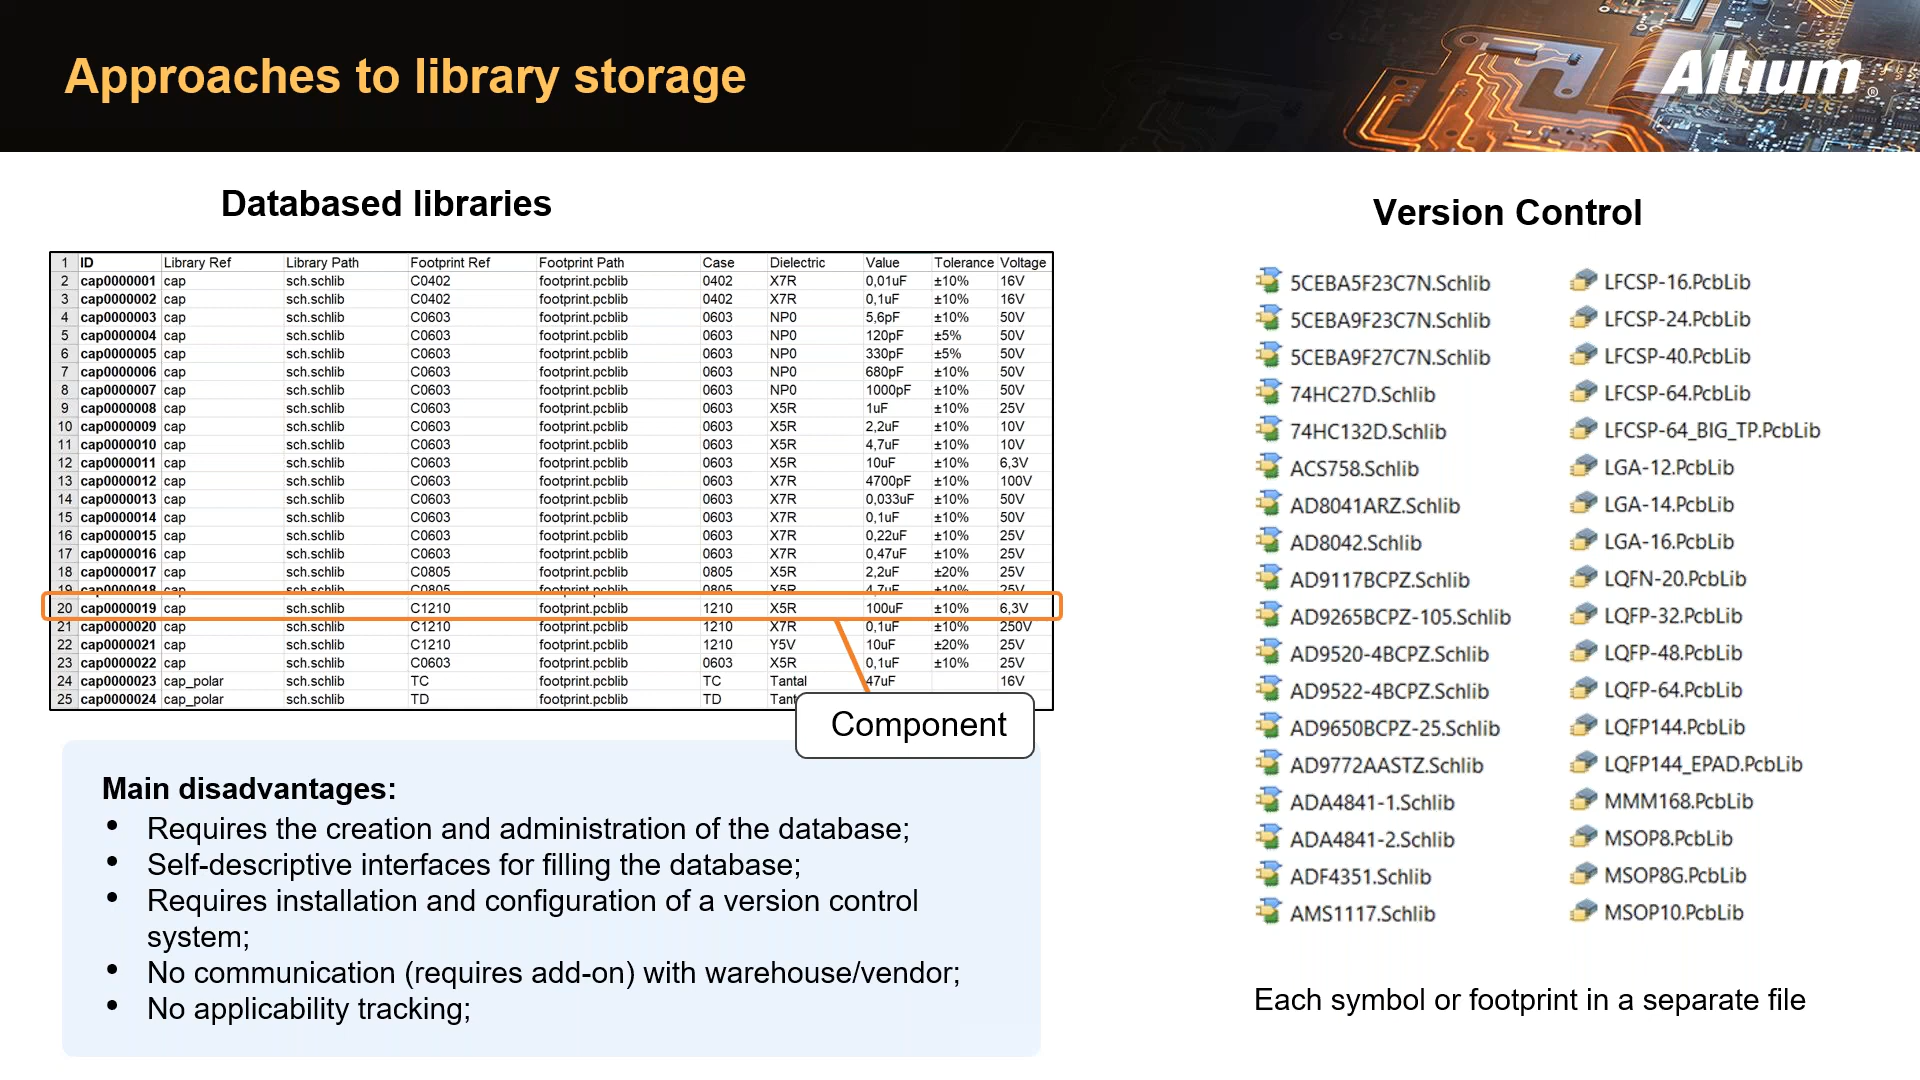 Approaches to library storage
Altium®
Databased libraries
1 ID Library Ref Library Path Footprint Ref Footprint Path Case Dielectric Value Tolerance Voltage
2 cap0000001 cap sch.schlib C0402 footprint.pcblib 0402 X7R 0,01uF ±10% 16V
3 cap0000002 cap sch.schlib C0402 footprint.pcblib 0402 X7R 0,1uF ±10% 16V
4 cap0000003 cap sch.schlib C0603 footprint.pcblib 0603 NP0 5,6pF ±10% 50V
5 cap0000004 cap sch.schlib C0603 footprint.pcblib 0603 NP0 120pF ±5% 50V
6 cap0000005 cap sch.schlib C0603 footprint.pcblib 0603 NP0 330pF ±5% 50V
7 cap0000006 cap sch.schlib C0603 footprint.pcblib 0603 NP0 680pF ±10% 50V
8 cap0000007 cap sch.schlib C0603 footprint.pcblib 0603 NP0 1000pF ±10% 50V
9 cap0000008 cap sch.schlib C0603 footprint.pcblib 0603 X5R 1uF ±10% 25V
10 cap0000009 cap sch.schlib C0603 footprint.pcblib 0603 X5R 2,2uF ±10% 10V
11 cap0000010 cap sch.schlib C0603 footprint.pcblib 0603 X5R 4,7uF ±10% 10V
12 cap0000011 cap sch.schlib C0603 footprint.pcblib 0603 X5R 10uF ±10% 6,3V
13 cap0000012 cap sch.schlib C0603 footprint.pcblib 0603 X7R 4700pF ±10% 100V
14 cap0000013 cap sch.schlib C0603 footprint.pcblib 0603 X7R 0,033uF ±10% 50V
15 cap0000014 cap sch.schlib C0603 footprint.pcblib 0603 X7R 0,1uF ±10% 50V
16 cap0000015 cap sch.schlib C0603 footprint.pcblib 0603 X7R 0,22uF ±10% 25V
17 cap0000016 cap sch.schlib C0603 footprint.pcblib 0603 X7R 0,47uF ±10% 25V
18 cap0000017 cap sch.schlib C0805 footprint.pcblib 0805 X5R 2,2uF ±20% 25V
19 cap0000018 cap sch.schlib C0805 footprint.pcblib 0805 X5R 4,7uF ±10% 25V
20 cap0000019 cap sch.schlib C1210 footprint.pcblib 1210 X5R 100uF ±10% 6,3V
21 cap0000020 cap sch.schlib C1210 footprint.pcblib 1210 X7R 0,1uF ±10% 250V
22 cap0000021 cap sch.schlib C1210 footprint.pcblib 1210 Y5V 10uF ±20% 25V
23 cap0000022 cap sch.schlib C0603 footprint.pcblib 0603 X5R 0,1uF ±10% 25V
24 cap0000023 cap_polar sch.schlib TC footprint.pcblib TC Tantal 47uF 16V
25 cap0000024 cap_polar sch.schlib TD footprint.pcblib TD Tant
Component
Main disadvantages:
• Requires the creation and administration of the database;
• Self-descriptive interfaces for filling the database;
• Requires installation and configuration of a version control
system;
• No communication (requires add-on) with warehouse/vendor;
• No applicability tracking;
Version Control
5CEBA5F23C7N.Schlib
5CEBA9F23C7N.Schlib
5CEBA9F27C7N.Schlib
74HC27D.Schlib
74HC132D.Schlib
ACS758.Schlib
AD8041ARZ.Schlib
AD8042.Schlib
AD9117BCPZ.Schlib
AD9265BCPZ-105.Schlib
AD9520-4BCPZ.Schlib
AD9522-4BCPZ.Schlib
AD9650BCPZ-25.Schlib
AD9772AASTZ.Schlib
ADA4841-1.Schlib
ADA4841-2.Schlib
ADF4351.Schlib
AMS1117.Schlib
LFCSP-16.PcbLib
LFCSP-24.PcbLib
LFCSP-40.PcbLib
LFCSP-64.PcbLib
LFCSP-64_BIG_TP.PcbLib
LGA-12.PcbLib
LGA-14.PcbLib
LGA-16.PcbLib
LQFN-20.PcbLib
LQFP-32.PcbLib
LQFP-48.PcbLib
LQFP-64.PcbLib
LQFP144.PcbLib
LQFP144_EPAD.PcbLib
MMM168.PcbLib
MSOP8.PcbLib
MSOP8G.PcbLib
MSOP10.PcbLib
Each symbol or footprint in a separate file